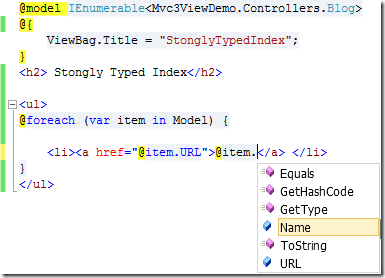 @model IEnumerable<Mvc3ViewDemo.Controllers.Blog>
@{
ViewBag.Title = "StonglyTypedIndex";
}
<h2> Stongly Typed Index</h2>
<ul>
@foreach (var item in Model) {
<li><a href="@item.URL">@item.</a> </li>
}
</ul>
Equals
GetHashCode
GetType
Name
ToString
URL